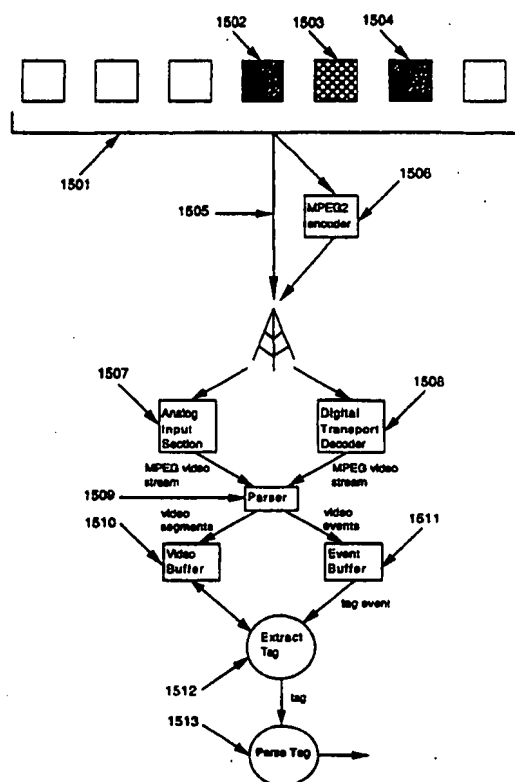 1502
1503
1504
1501
1505
MPEG2
encoder
1506
1507
Analog
Input
Section
Digital
Transport
Decoder
1508
MPEG video
stream
MPEG video
stream
1509
Parser
video
segments
video
events
1510
Video
Buffer
Event
Buffer
1511
tag event
Extract
Tag
1512
tag
1513
Parse Tag